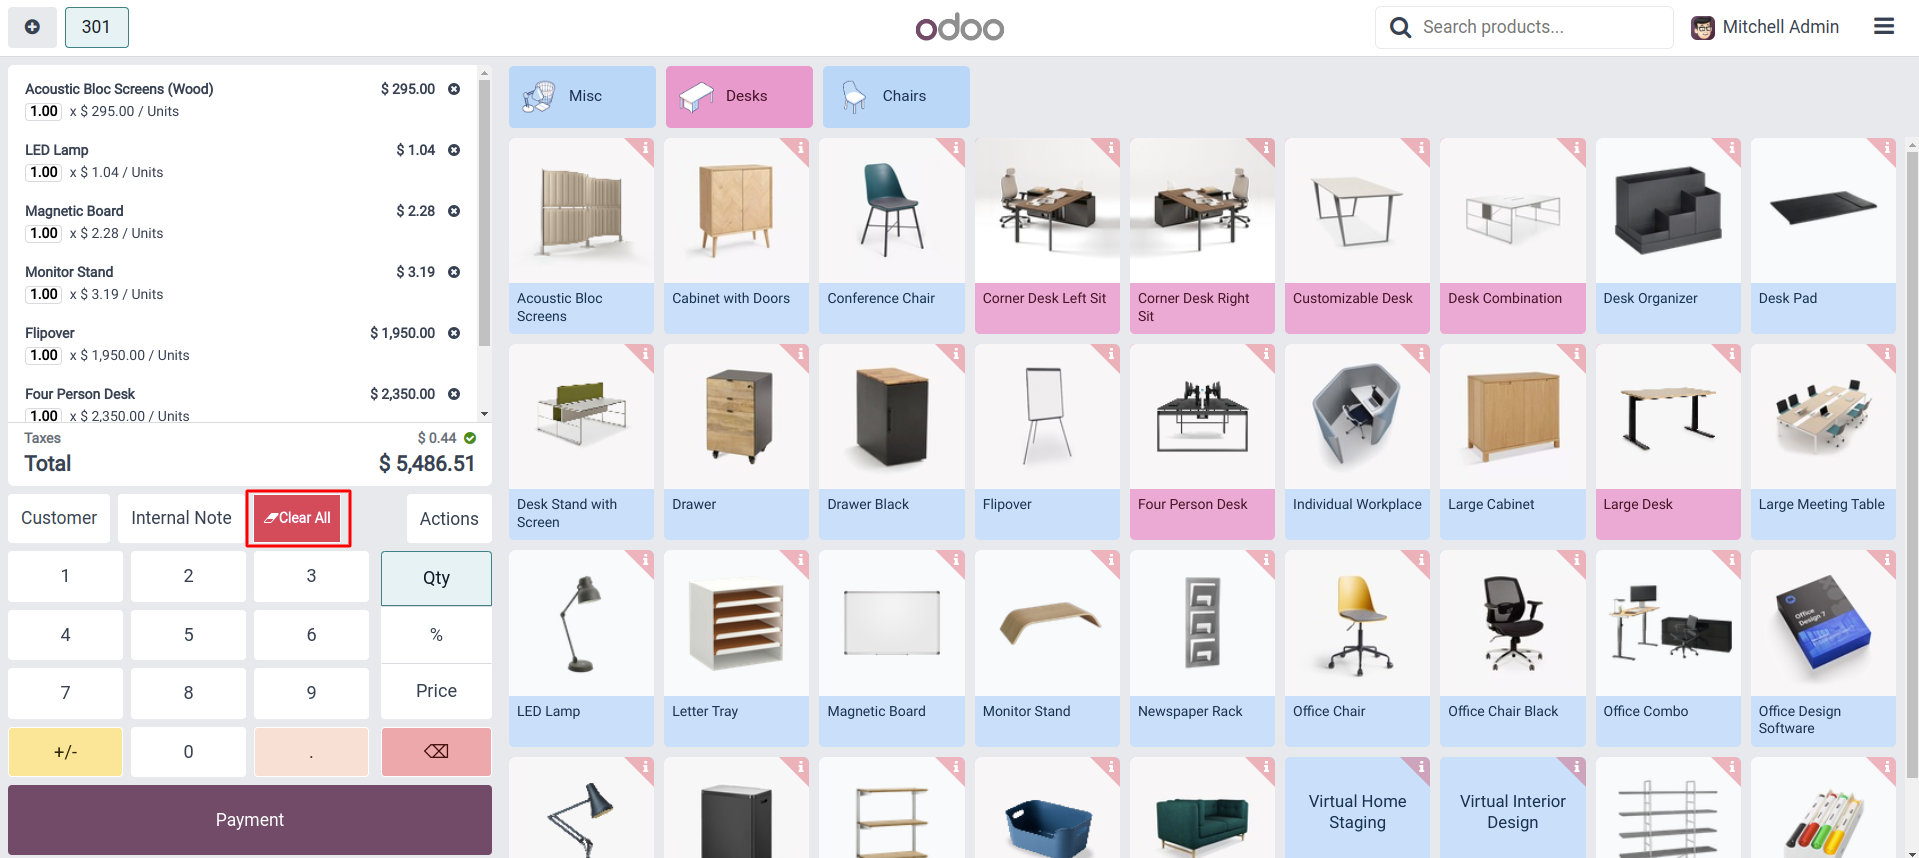 301
odoo
Search products...
Mitchell Admin
Acoustic Bloc Screens (Wood) $ 295.00
1.00 x $ 295.00 / Units
LED Lamp $ 1.04
1.00 x $ 1.04 / Units
Magnetic Board $ 2.28
1.00 x $ 2.28 / Units
Monitor Stand $ 3.19
1.00 x $ 3.19 / Units
Flipover $ 1,950.00
1.00 x $ 1,950.00 / Units
Four Person Desk $ 2,350.00
1.00 x $ 2,350.00 / Units
Taxes $ 0.44
Total $ 5,486.51
Customer
Internal Note
Clear All
Actions
1 2 3 Qty
4 5 6 %
7 8 9 Price
+/- 0 .
Payment
Misc
Desks
Chairs
Acoustic Bloc
Screens
Cabinet with Doors
Conference Chair
Corner Desk Left Sit
Corner Desk Right
Sit
Customizable Desk
Desk Combination
Desk Organizer
Desk Pad
Desk Stand with
Screen
Drawer
Drawer Black
Flipover
Four Person Desk
Individual Workplace
Large Cabinet
Large Desk
Large Meeting Table
LED Lamp
Letter Tray
Magnetic Board
Monitor Stand
Newspaper Rack
Office Chair
Office Chair Black
Office Combo
Office
Design 7
Office Design
Software
Virtual Home
Staging
Virtual Interior
Design